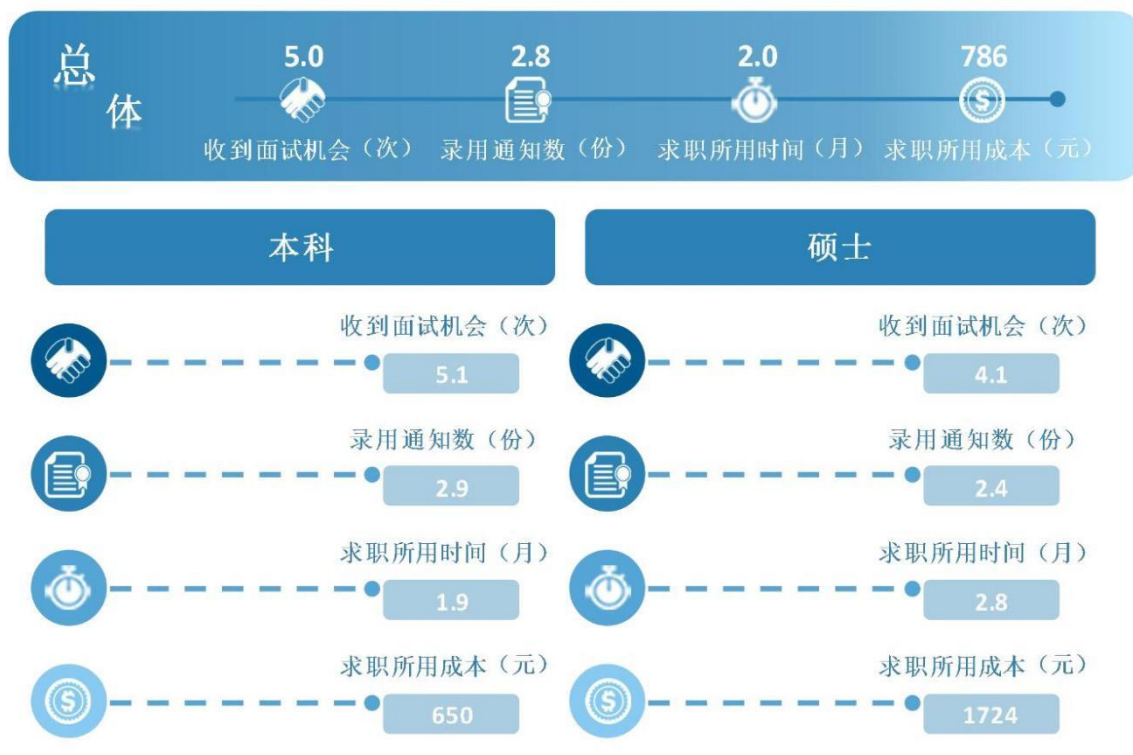 总体
5.0 2.8 2.0 786
收到面试机会（次） 录用通知数（份） 求职所用时间（月） 求职所用成本（元）
本科
收到面试机会（次）
5.1
录用通知数（份）
2.9
求职所用时间（月）
1.9
求职所用成本（元）
650
硕士
收到面试机会（次）
4.1
录用通知数（份）
2.4
求职所用时间（月）
2.8
求职所用成本（元）
1724